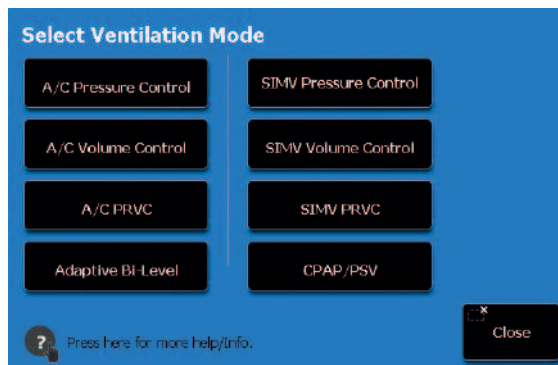 Select Ventilation Mode
A/C Pressure Control
SIMV Pressure Control
A/C Volume Control
SIMV Volume Control
A/C PRVC
SIMV PRVC
Adaptive Bi-Level
CPAP/PSV
? Press here for more help/Info.
Close